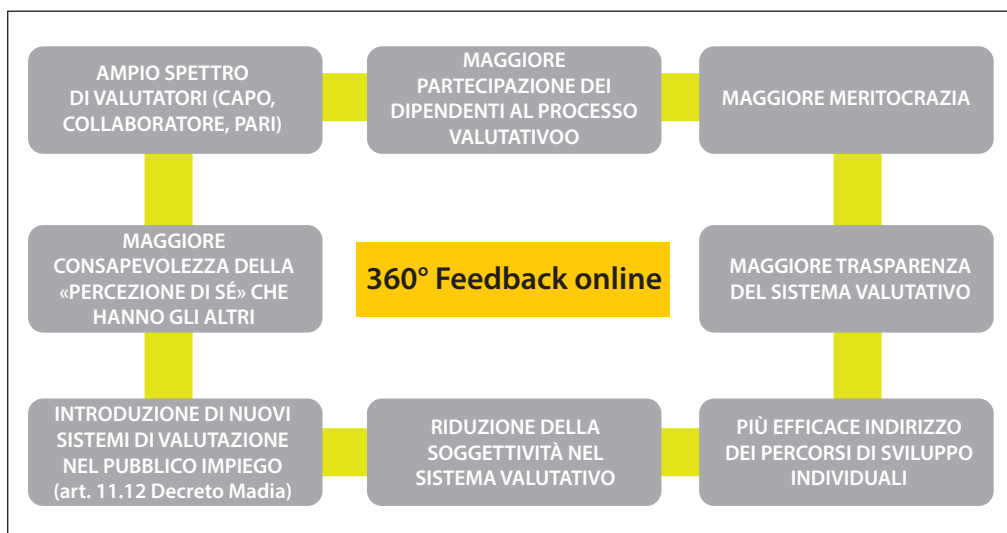 AMPIO SPETTRO
DI VALUTATORI (CAPO,
COLLABORATORE, PARI)
MAGGIORE
PARTECIPAZIONE DEI
DIPENDENTI AL PROCESSO
VALUTATIVOO
MAGGIORE MERITOCRAZIA
MAGGIORE
CONSAPEVOLEZZA DELLA
«PERCEZIONE DI SÉ» CHE
HANNO GLI ALTRI
360° Feedback online
MAGGIORE TRASPARENZA
DEL SISTEMA VALUTATIVO
INTRODUZIONE DI NUOVI
SISTEMI DI VALUTAZIONE
NEL PUBBLICO IMPIEGO
(art. 11.12 Decreto Madia)
RIDUZIONE DELLA
SOGGETTIVITÀ NEL
SISTEMA VALUTATIVO
PIÙ EFFICACE INDIRIZZO
DEI PERCORSI DI SVILUPPO
INDIVIDUALI